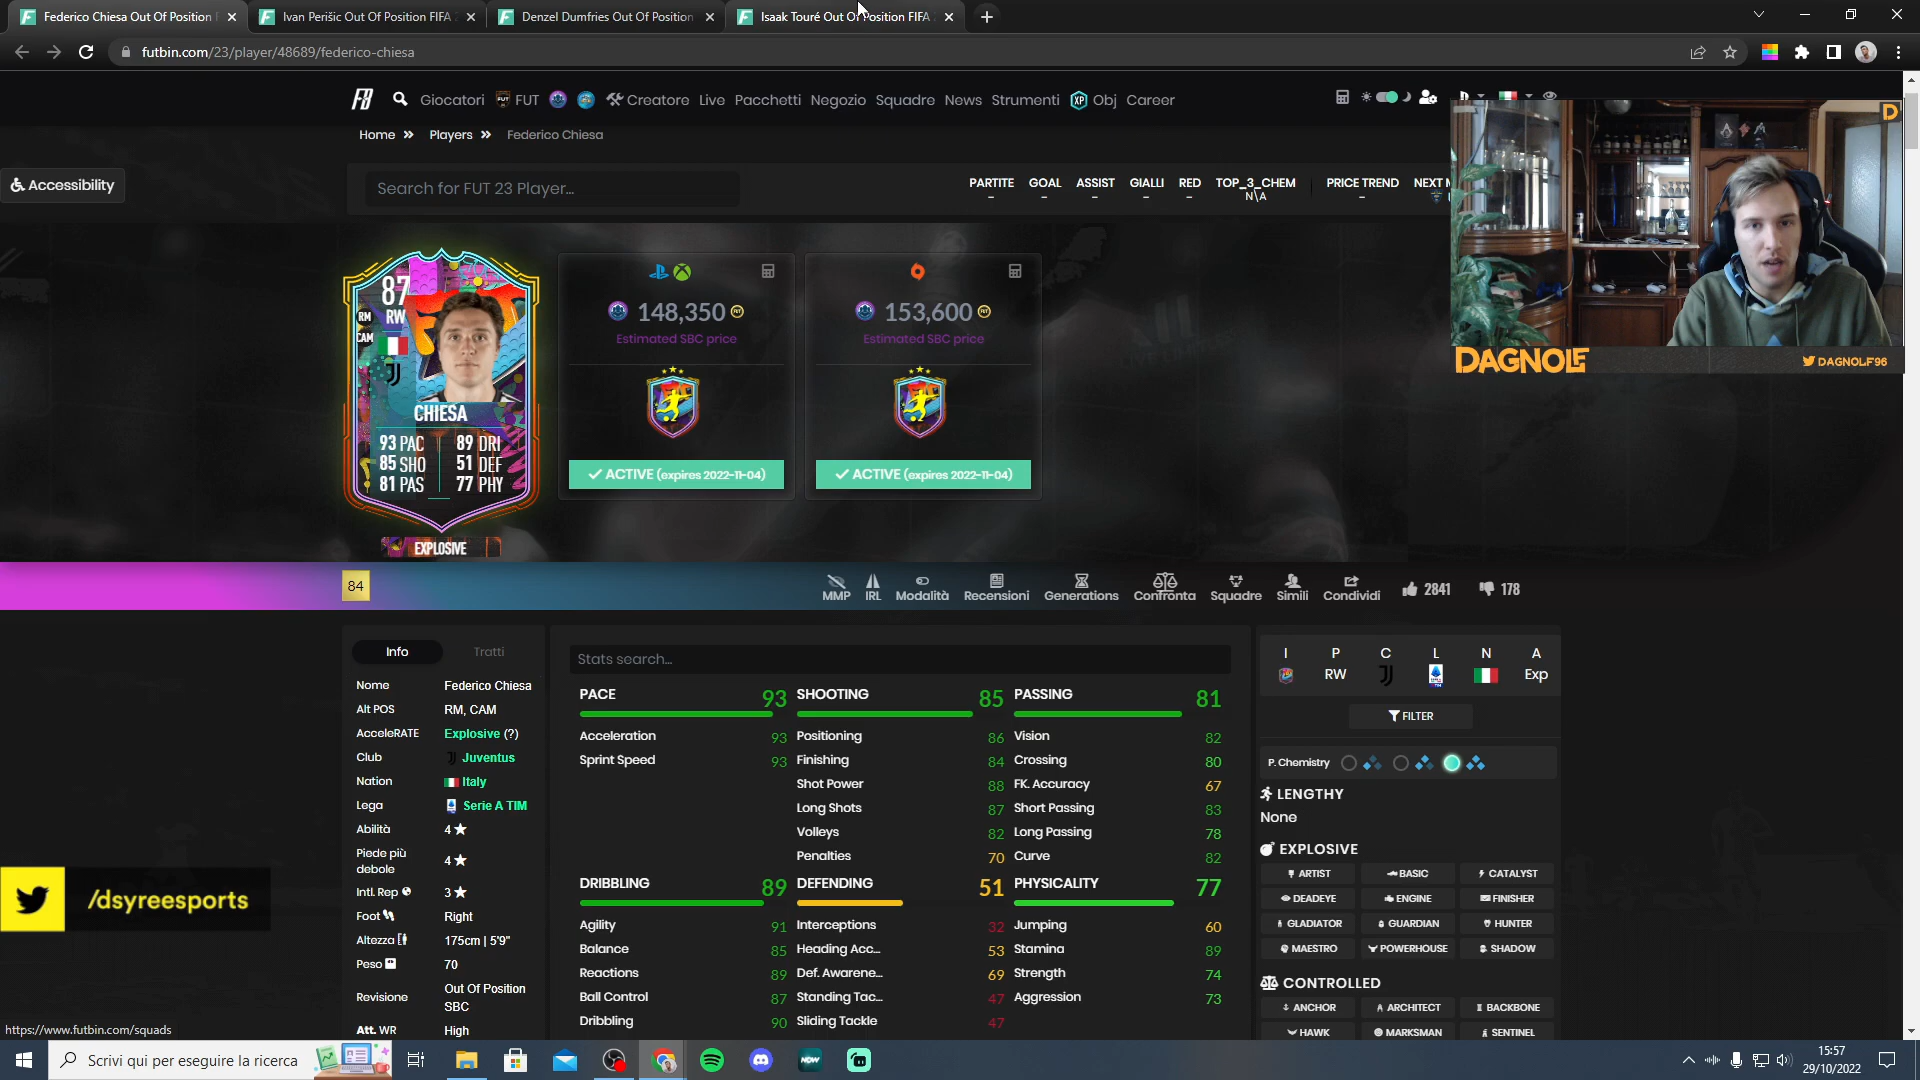 Federico Chiesa Out Of Position F
Ivan Perišic Out Of Position FIFA 2
Denzel Dumfries Out Of Position
Isaak Touré Out Of Position FIFA
futbin.com/23/player/48689/federico-chiesa
Giocatori FUT Creatore Live Pacchetti Negozio Squadre News Strumenti XP Obj Career
Home » Players » Federico Chiesa
Accessibility
Search for FUT 23 Player...
PARTITE GOAL ASSIST GIALLI RED TOP_3_CHEM PRICE TREND NEXT M
- - - - - N\A -
87
RW
RM
CAM
CHIESA
93 PAC 89 DRI
85 SHO 51 DEF
81 PAS 77 PHY
EXPLOSIVE
148,350
Estimated SBC price
ACTIVE (expires 2022-11-04)
153,600
Estimated SBC price
ACTIVE (expires 2022-11-04)
D
DAGNOLF
DAGNOLF96
84
MMP IRL Modalità Recensioni Generations Confronta Squadre Simili Condividi 2841 178
Info Tratti
Nome Federico Chiesa
Alt POS RM, CAM
AcceleRATE Explosive (?)
Club Juventus
Nation Italy
Lega Serie A TIM
Abilità 4
Piede più debole 4
Intl. Rep 3
Foot Right
Altezza 175cm | 5'9"
Peso 70
Revisione Out Of Position SBC
Att. WR High
Stats search...
PACE 93
Acceleration 93
Sprint Speed 93
SHOOTING 85
Positioning 86
Finishing 84
Shot Power 88
Long Shots 87
Volleys 82
Penalties 70
PASSING 81
Vision 82
Crossing 80
FK. Accuracy 67
Short Passing 83
Long Passing 78
Curve 82
DRIBBLING 89
Agility 91
Balance 85
Reactions 89
Ball Control 87
Dribbling 90
DEFENDING 51
Interceptions 32
Heading Acc... 53
Def. Awarene... 69
Standing Tac... 47
Sliding Tackle 47
PHYSICALITY 77
Jumping 60
Stamina 89
Strength 74
Aggression 73
I P C L N A
RW Exp
FILTER
P. Chemistry
LENGTHY
None
EXPLOSIVE
ARTIST BASIC CATALYST
DEADEYE ENGINE FINISHER
GLADIATOR GUARDIAN HUNTER
MAESTRO POWERHOUSE SHADOW
CONTROLLED
ANCHOR ARCHITECT BACKBONE
HAWK MARKSMAN SENTINEL
/dsyreesports
https://www.futbin.com/squads
Scrivi qui per eseguire la ricerca
NOW
15:57
29/10/2022